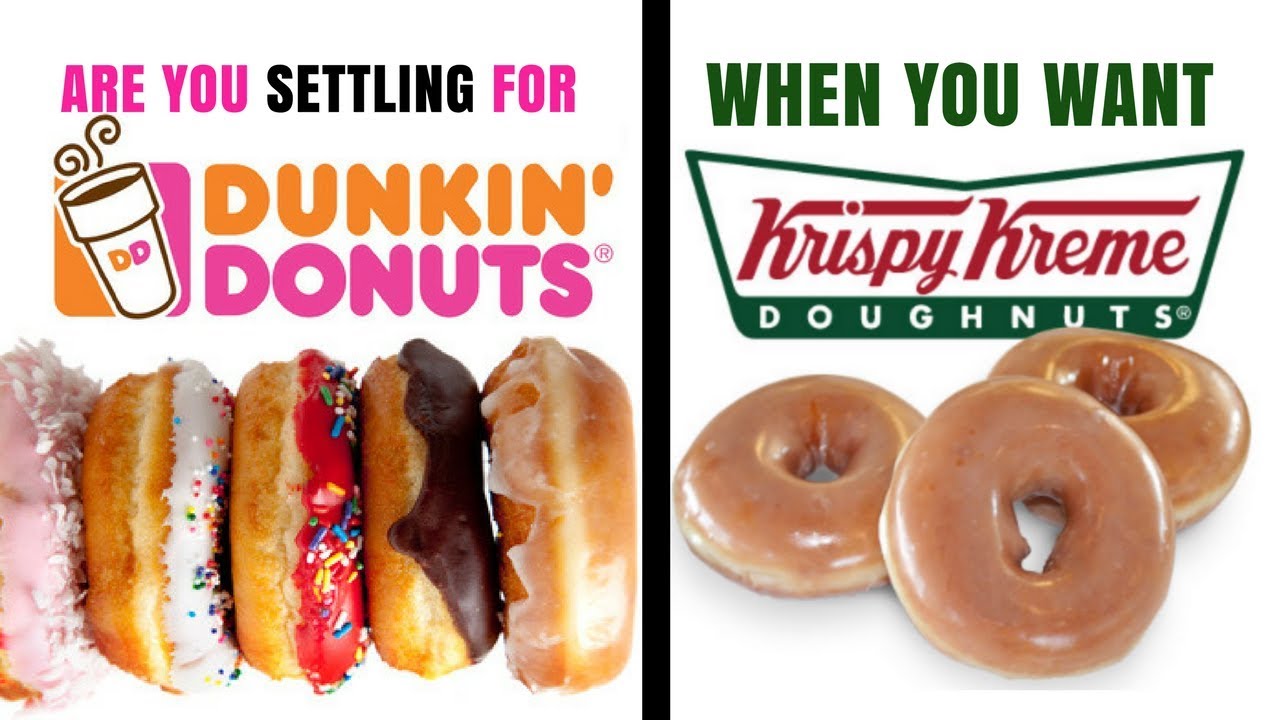 ARE YOU SETTLING FOR
DD
DUNKIN'
DONUTS®
WHEN YOU WANT
Krispy Kreme
DOUGHNUTS®